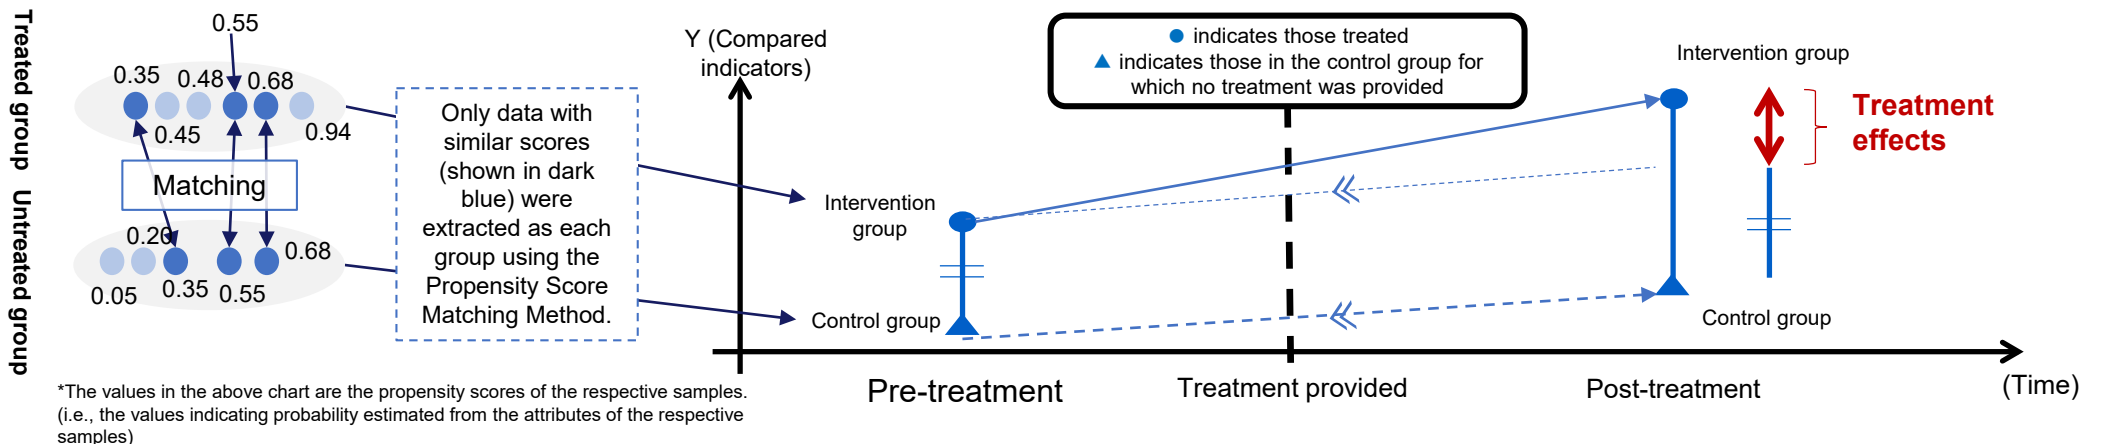 Treated group
Untreated group
0.55
0.35
0.48
0.68
0.45
0.94
Matching
0.20
0.68
0.05
0.35
0.55
Only data with
similar scores
(shown in dark
blue) were
extracted as each
group using the
Propensity Score
Matching Method.
*The values in the above chart are the propensity scores of the respective samples.
(i.e., the values indicating probability estimated from the attributes of the respective
samples)
Y (Compared
indicators)
indicates those treated
indicates those in the control group for
which no treatment was provided
Intervention group
Treatment
effects
Intervention
group
Control group
Control group
Pre-treatment
Treatment provided
Post-treatment
(Time)